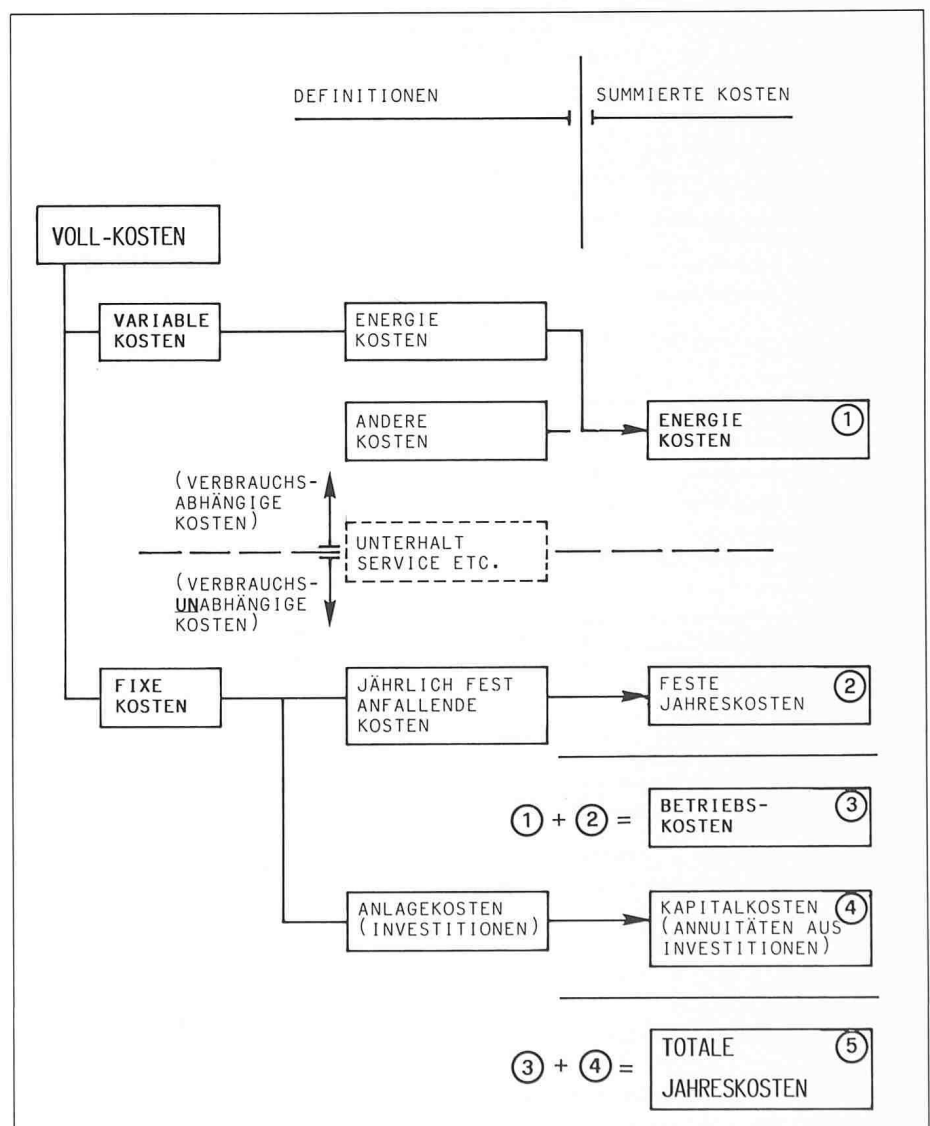 DEFINITIONEN
SUMMIERTE KOSTEN
VOLL-KOSTEN
VARIABLE
KOSTEN
ENERGIE
KOSTEN
ANDERE
KOSTEN
ENERGIE
KOSTEN
1
(VERBRAUCHS-
ABHÄNGIGE
KOSTEN)
UNTERHALT
SERVICE ETC.
(VERBRAUCHS-
UNABHÄNGIGE
KOSTEN)
FIXE
KOSTEN
JÄHRLICH FEST
ANFALLENDE
KOSTEN
FESTE
JAHRESKOSTEN
2
1 + 2 =
BETRIEBS-
KOSTEN
3
ANLAGEKOSTEN
(INVESTITIONEN)
KAPITALKOSTEN
(ANNUITÄTEN AUS
INVESTITIONEN)
4
3 + 4 =
TOTALE
JAHRESKOSTEN
5